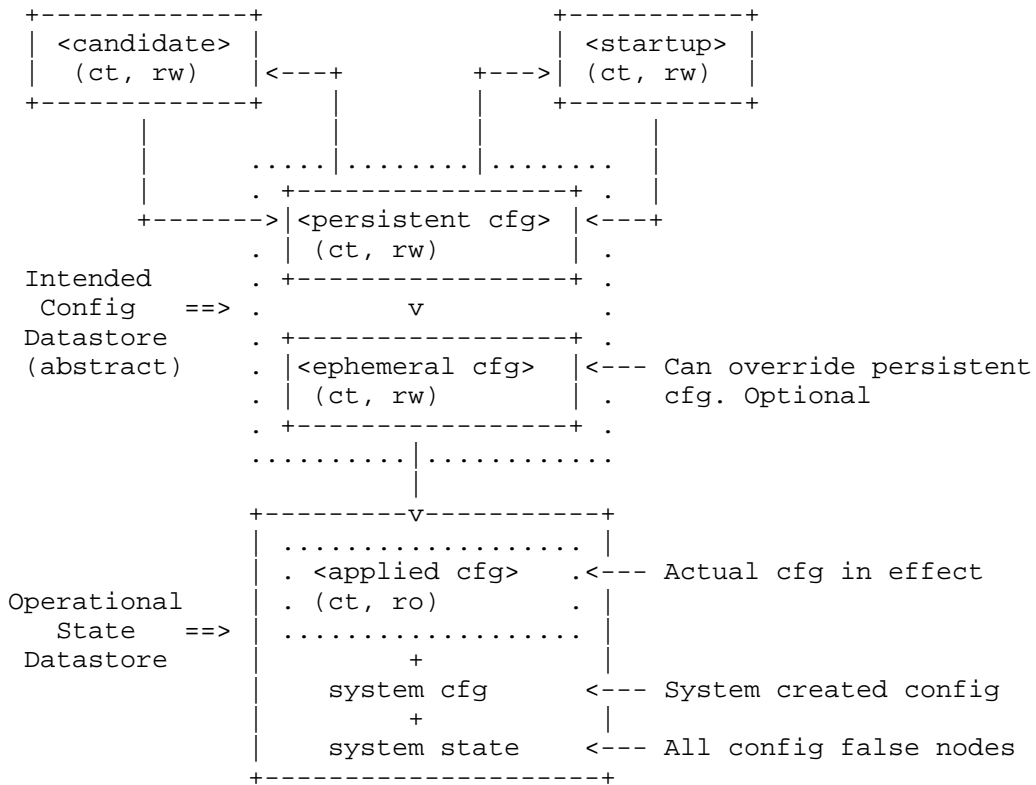 <candidate> <startup>
(ct, rw) (ct, rw)
<persistent cfg>
(ct, rw)
Intended
Config ==> v
Datastore
(abstract) <ephemeral cfg> <--- Can override persistent
(ct, rw) cfg. Optional
v
<applied cfg> <--- Actual cfg in effect
Operational (ct, ro)
State ==>
Datastore +
system cfg <--- System created config
+
system state <--- All config false nodes